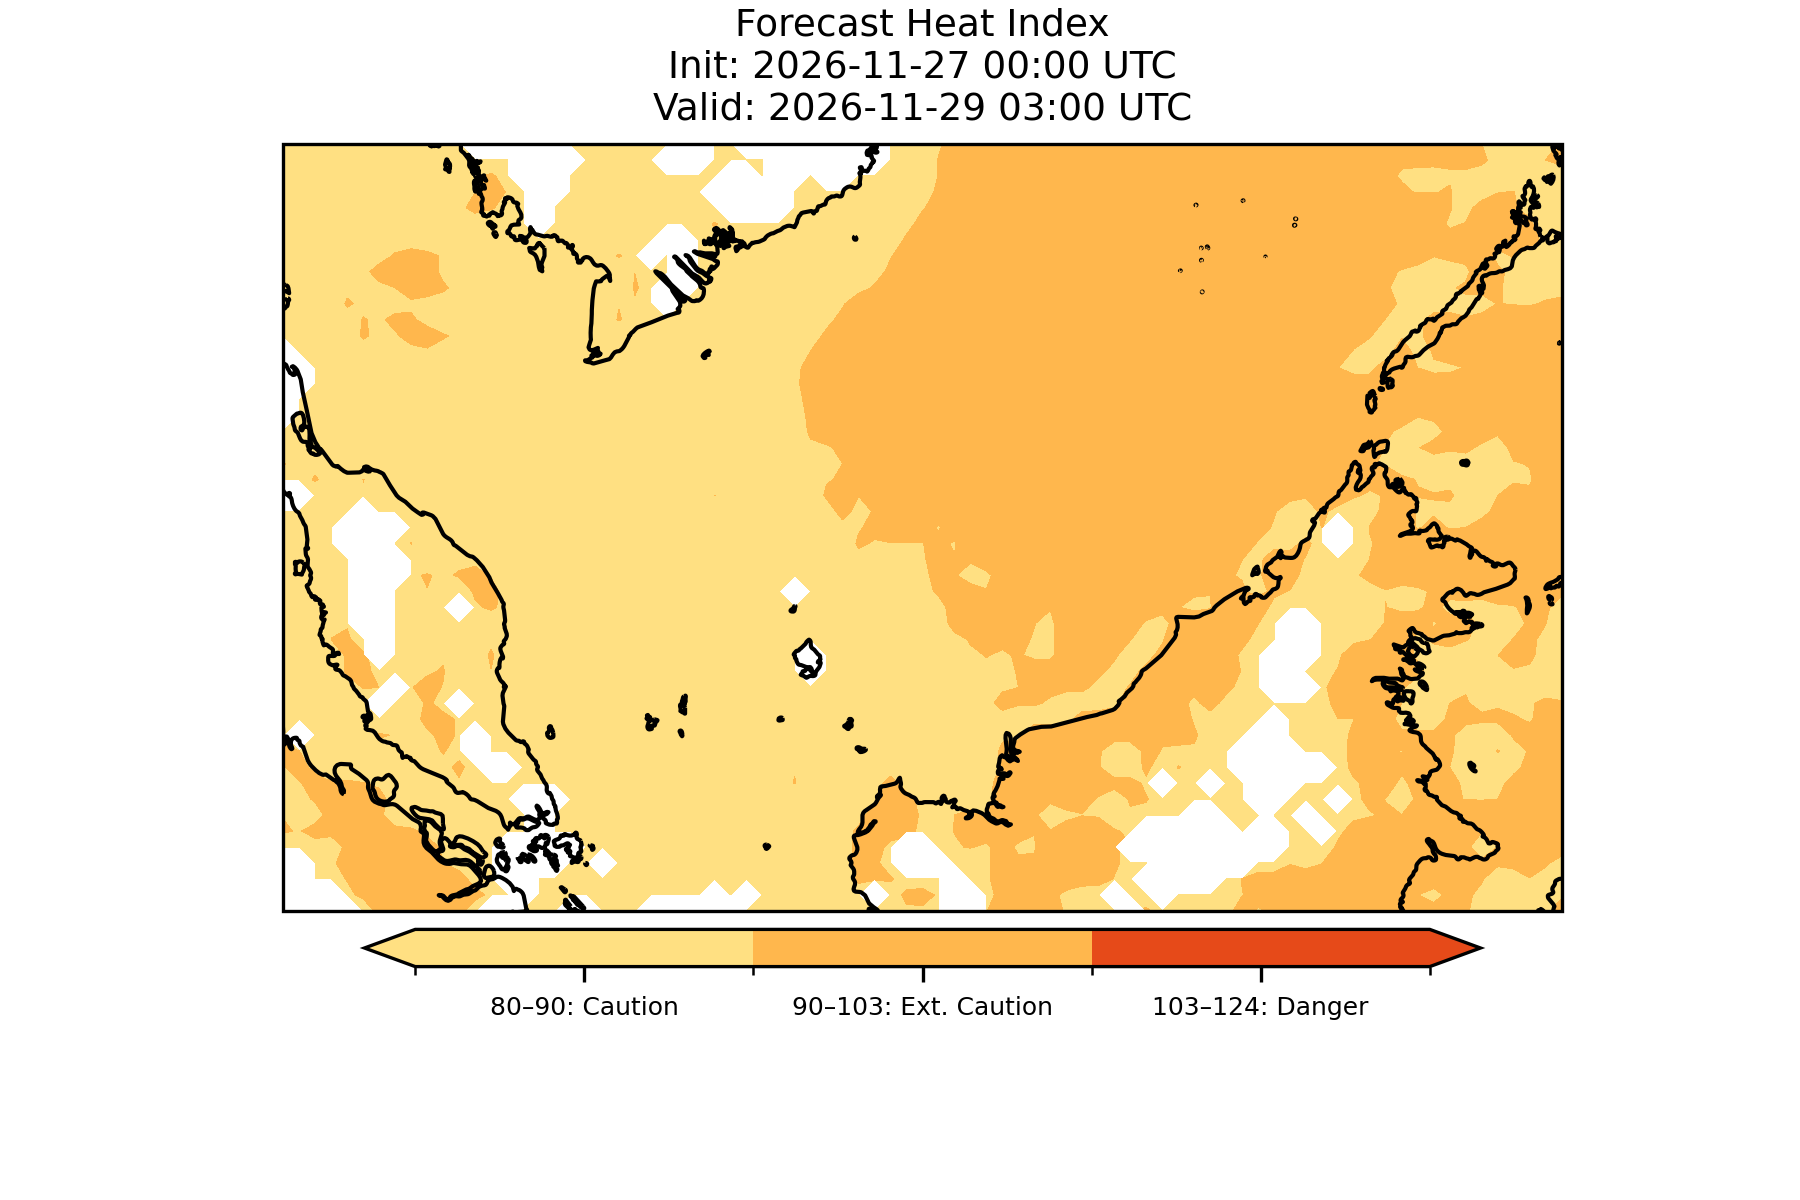 Forecast Heat Index
Init: 2026-11-27 00:00 UTC
Valid: 2026-11-29 03:00 UTC
80–90: Caution
90–103: Ext. Caution
103–124: Danger